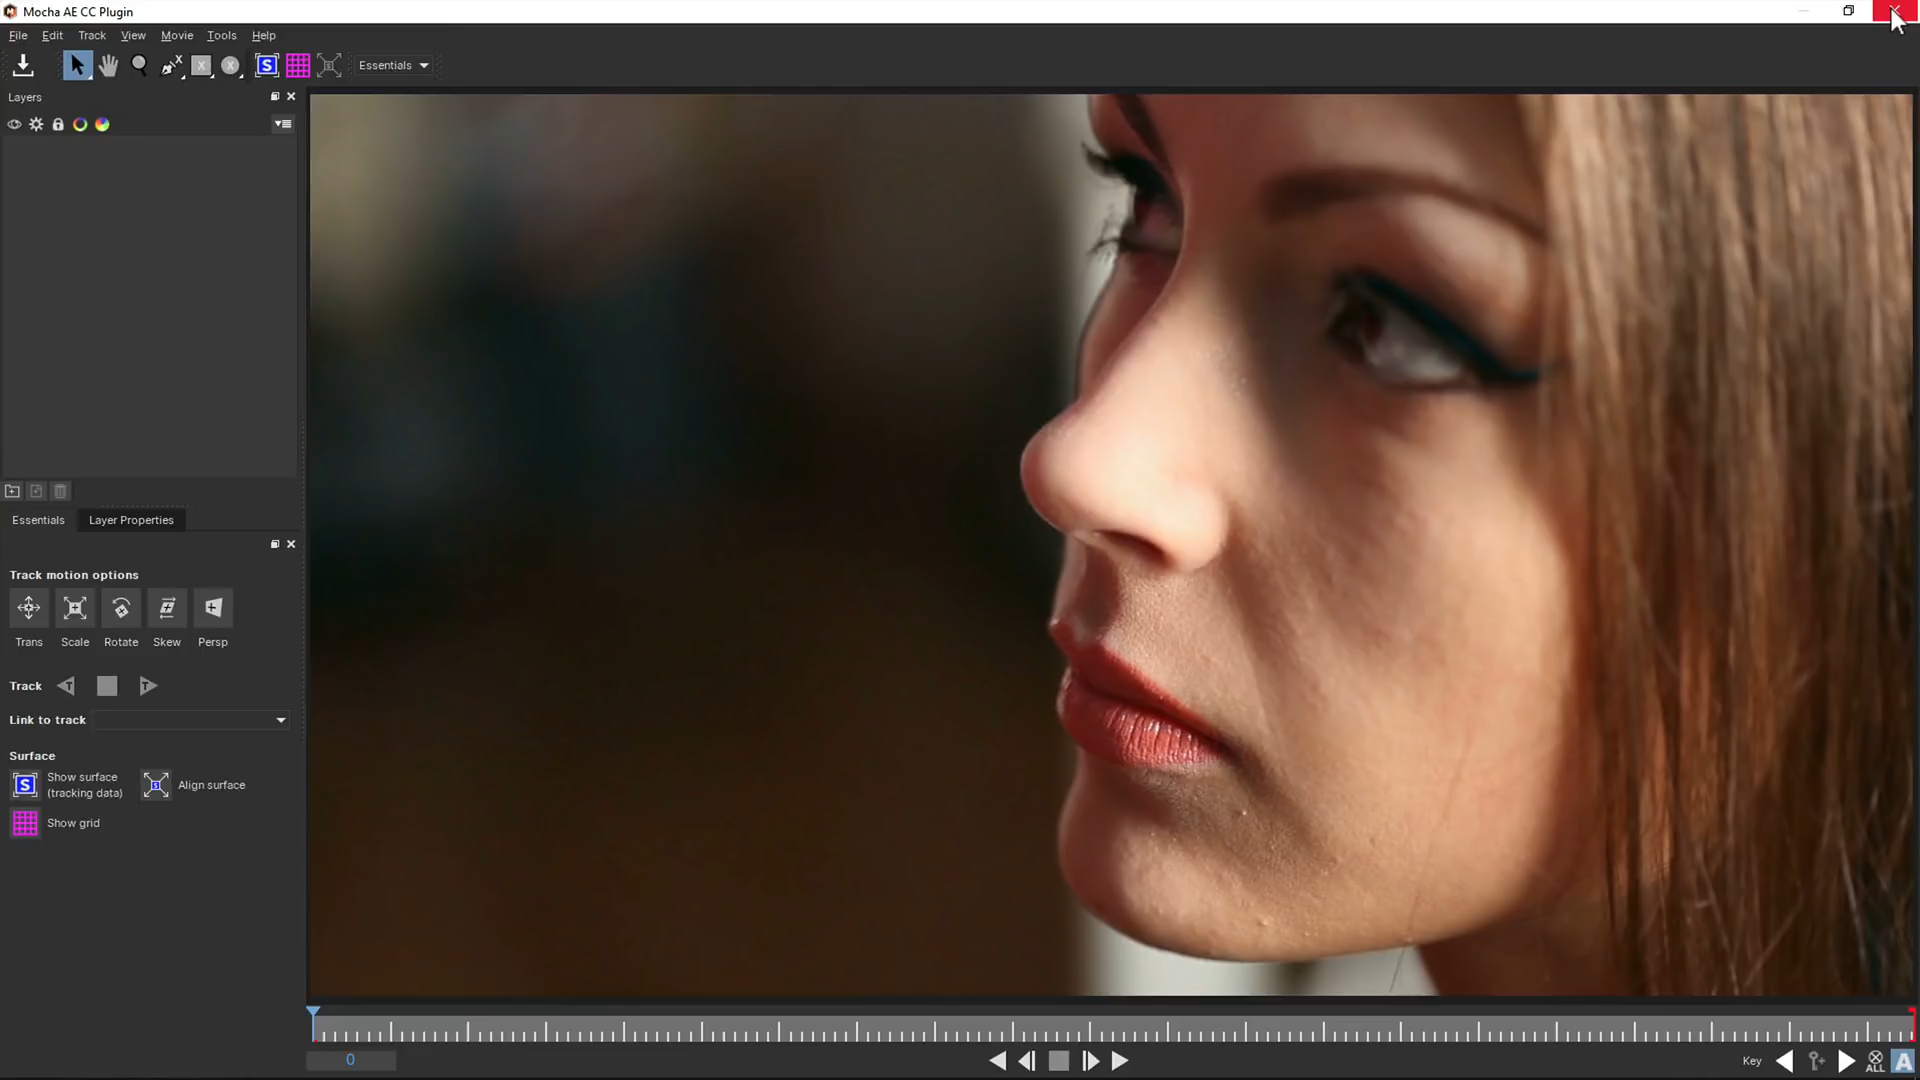 Mocha AE CC Plugin
File Edit Track View Movie Tools Help
Essentials
Layers
Essentials Layer Properties
Track motion options
Trans Scale Rotate Skew Persp
Track
Link to track
Surface
Show surface
(tracking data)
Align surface
Show grid
0
Key
ALL
A